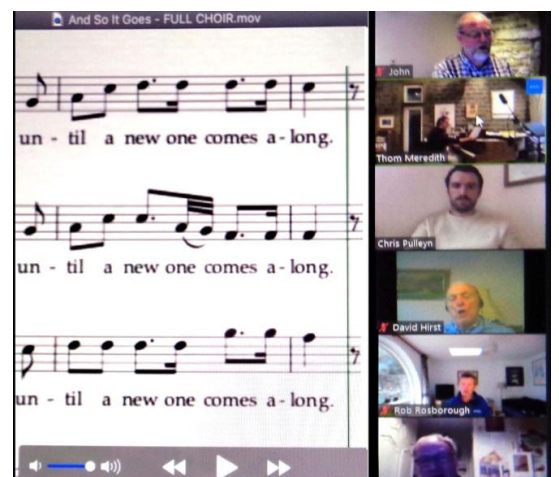 And So It Goes - FULL CHOIR.mov
un - til a new one comes a - long.
un - til a new one comes a - long.
un - til a new one comes a - long.
John
Thom Meredith
Chris Pulleyn
David Hirst
Rob Rosborough